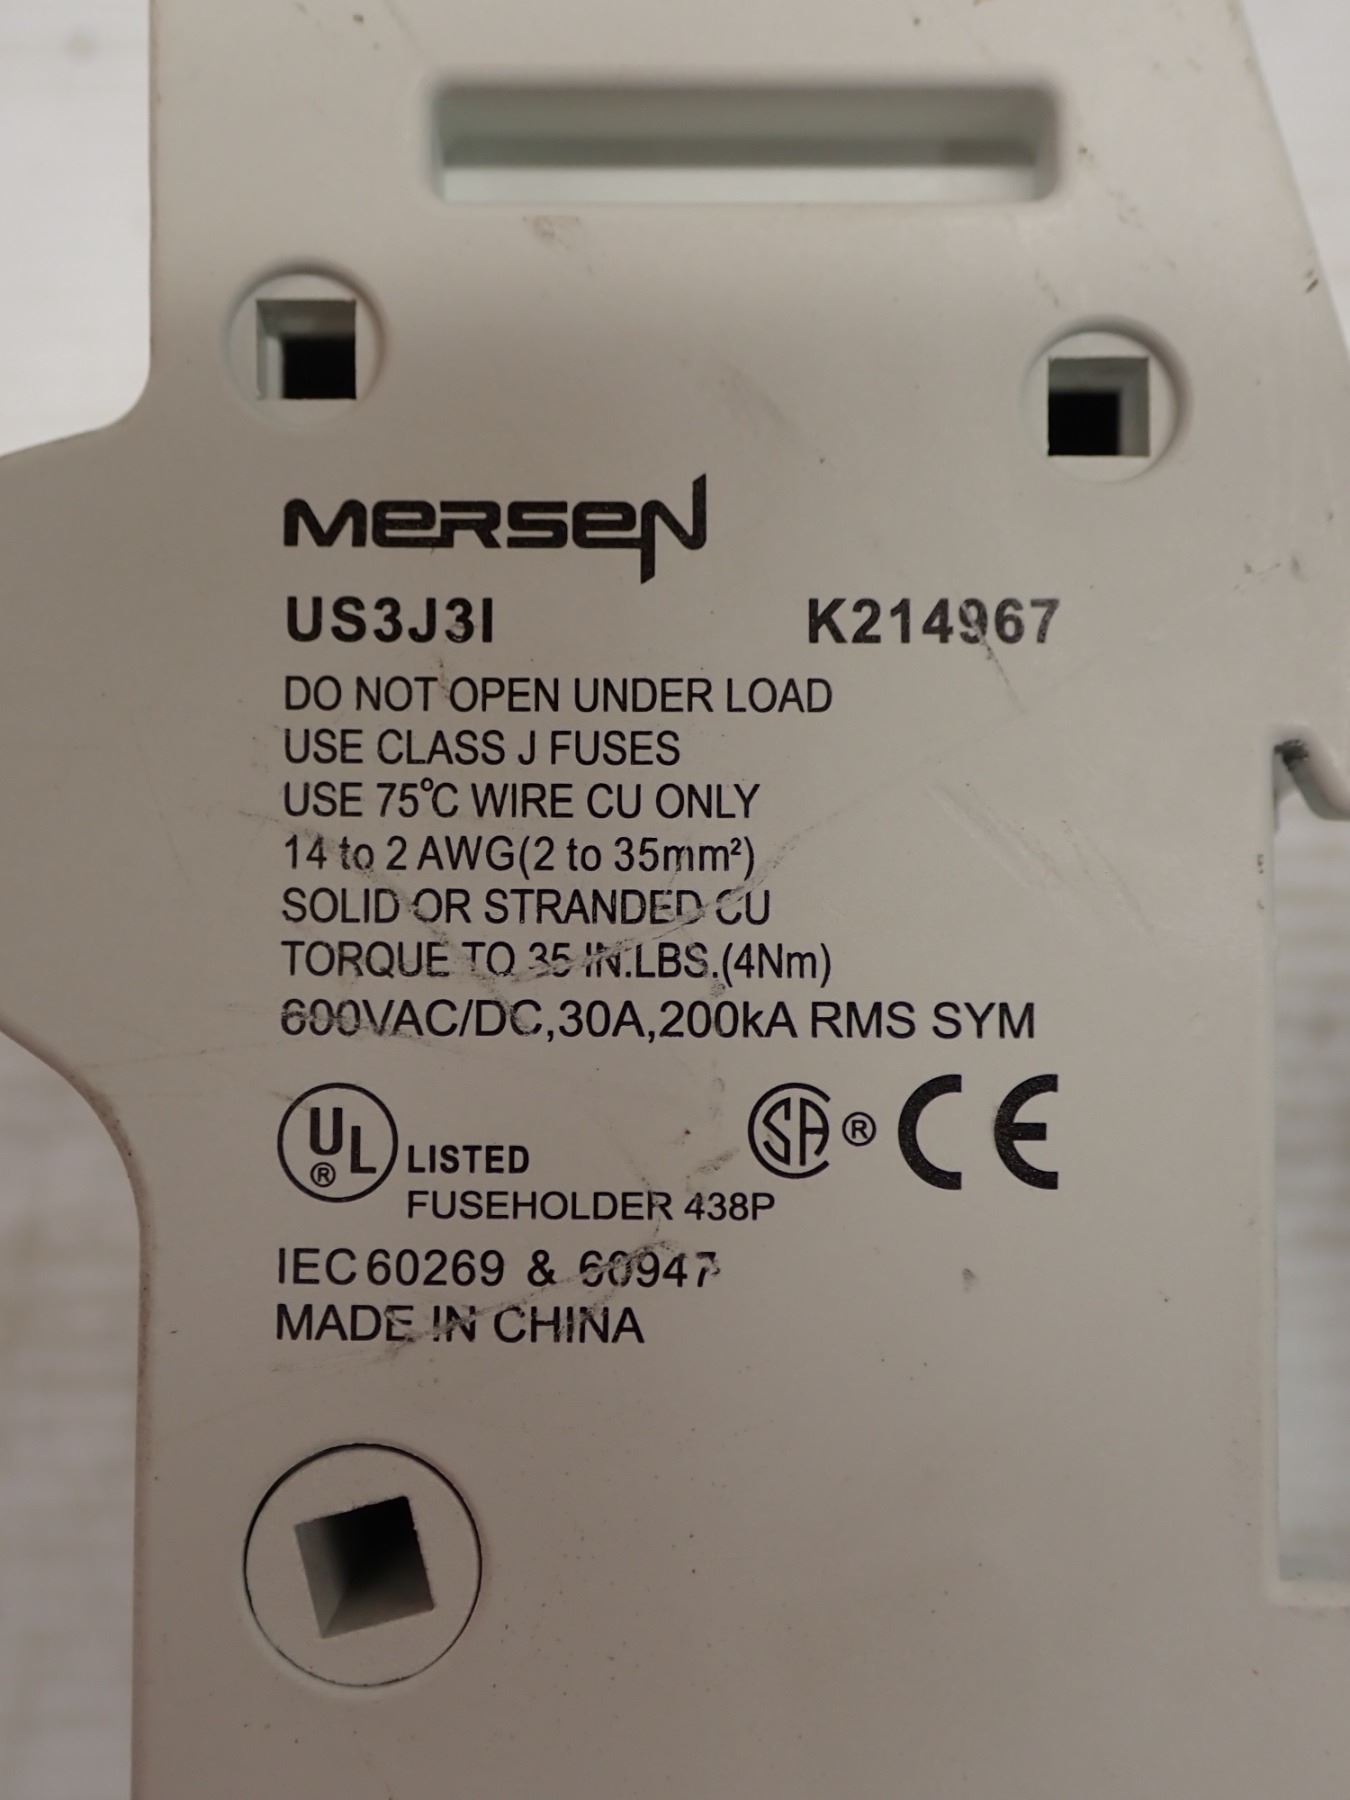 MERSEN
US3J3I K214967
DO NOT OPEN UNDER LOAD
USE CLASS J FUSES
USE 75°C WIRE CU ONLY
14 to 2 AWG(2 to 35mm²)
SOLID OR STRANDED CU
TORQUE TO 35 IN.LBS.(4Nm)
600VAC/DC,30A,200kA RMS SYM
UL ® LISTED SA ® CE
FUSEHOLDER 438P
IEC 60269 & 60947
MADE IN CHINA